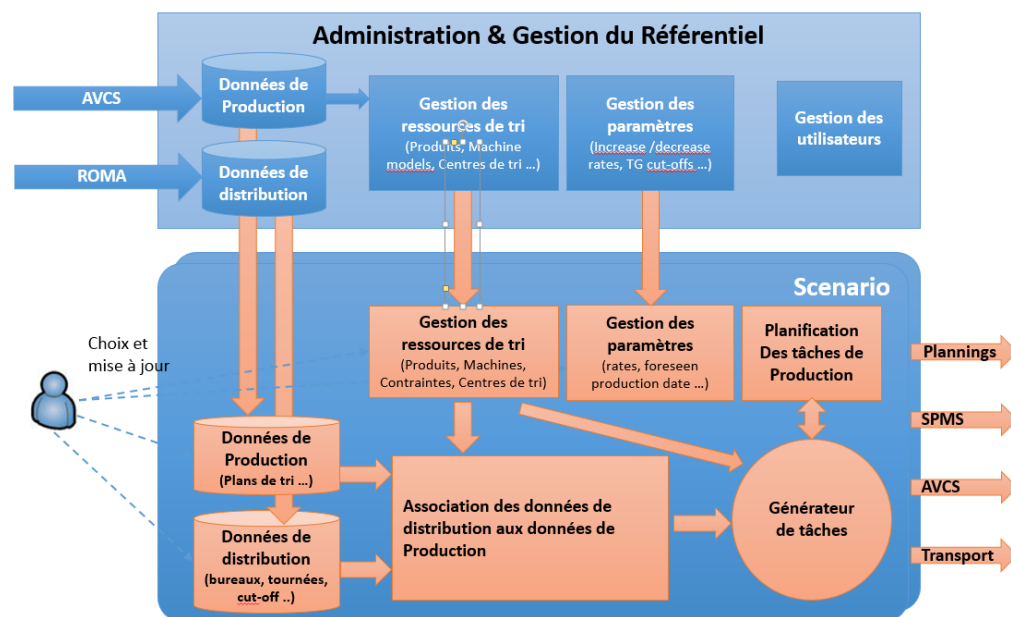 Administration & Gestion du Référentiel
AVCS
Données de
Production
ROMA
Données de
distribution
Gestion des
ressources de tri
(Produits, Machine
models, Centres de tri …)
Gestion des
paramètres
(Increase /decrease
rates, TG cut-offs …)
Gestion des
utilisateurs
Scenario
Choix et
mise à jour
Gestion des
ressources de tri
(Produits, Machines,
Contraintes, Centres de tri)
Gestion des
paramètres
(rates, foreseen
production date …)
Planification
Des tâches de
Production
Données de
Production
(Plans de tri …)
Données de
distribution
(bureaux, tournées,
cut-off ..)
Association des données de
distribution aux données de
Production
Générateur
de tâches
Plannings
SPMS
AVCS
Transport